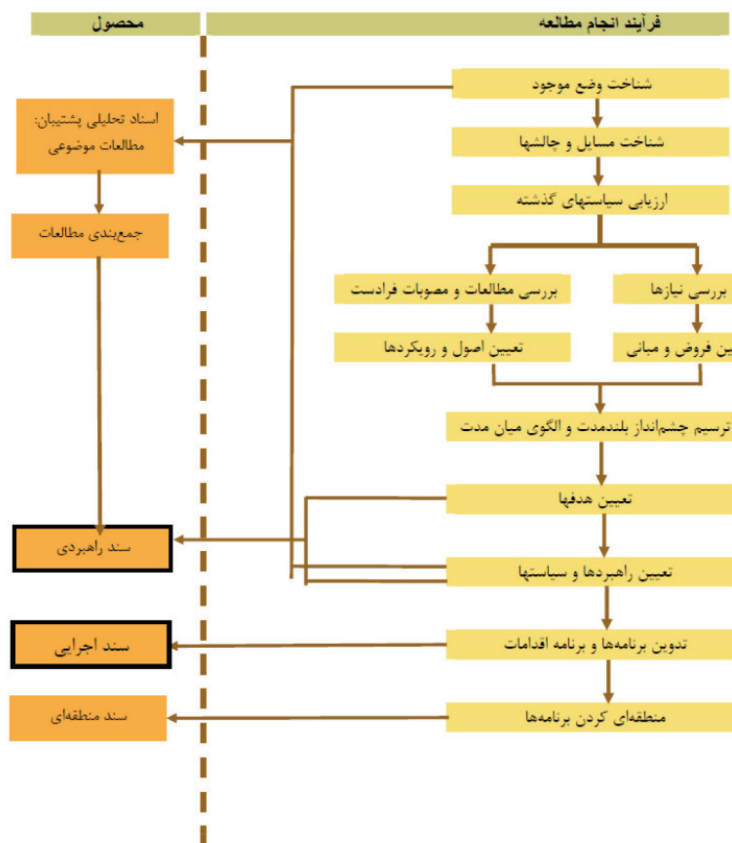 فرآیند انجام مطالعه
محصول
شناخت وضع موجود
شناخت مسایل و چالشها
ارزیابی سیاستهای گذشته
بررسی نیازها
بررسی مطالعات و مصوبات فرادست
ین فروض و مبانی
تعیین اصول و رویکردها
ترسیم چشم‌انداز بلندمدت و الگوی میان مدت
تعیین هدفها
تعیین راهبردها و سیاستها
تدوین برنامه‌ها و برنامه اقدامات
منطقه‌ای کردن برنامه‌ها
اسناد تحلیلی پشتیبان:
مطالعات موضوعی
جمع‌بندی مطالعات
سند راهبردی
سند اجرایی
سند منطقه‌ای